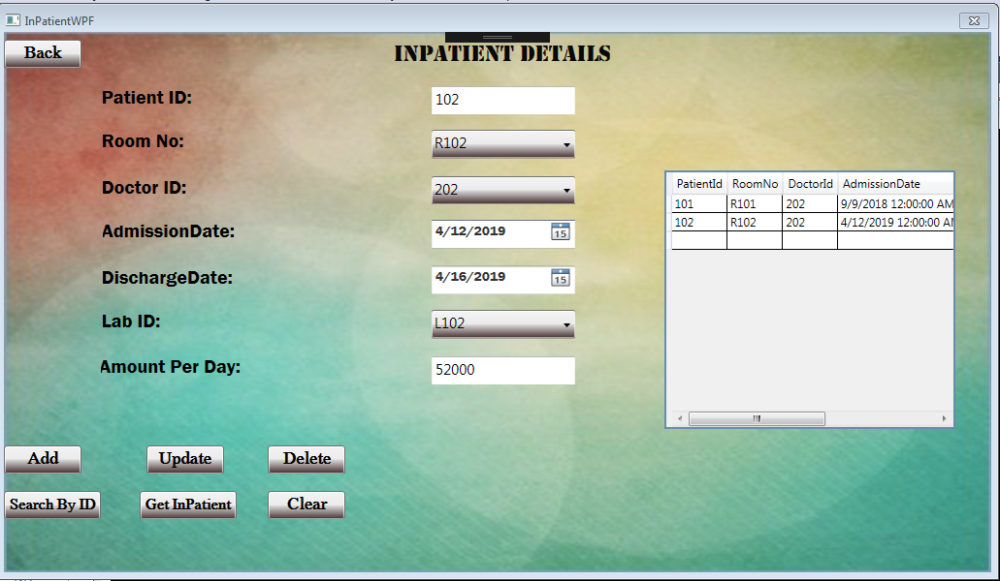 InPatientWPF
Back
INPATIENT DETAILS
Patient ID: 102
Room No: R102
Doctor ID: 202
AdmissionDate: 4/12/2019 15
DischargeDate: 4/16/2019 15
Lab ID: L102
Amount Per Day: 52000
PatientId RoomNo DoctorId AdmissionDate
101 R101 202 9/9/2018 12:00:00 AM
102 R102 202 4/12/2019 12:00:00 AM
Add Update Delete
Search By ID Get InPatient Clear